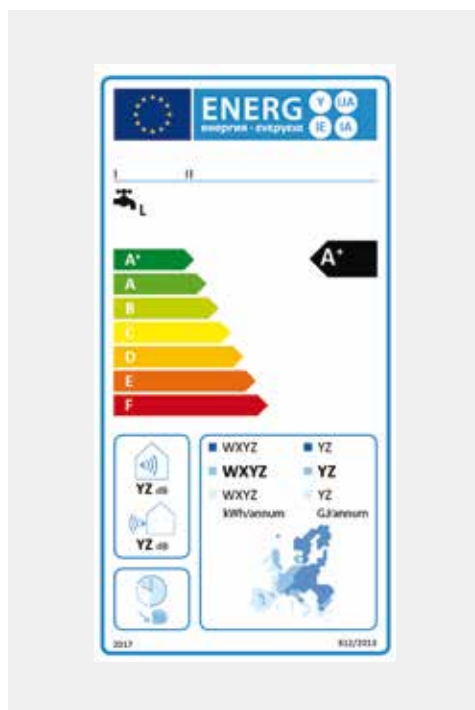 ENERG Y IJA
енергия · ενεργεια IE IA
I II
L
A+ A+
A
B
C
D
E
F
WXYZ YZ
WXYZ YZ
WXYZ YZ
kWh/annum GJ/annum
YZ dB
YZ dB
2017 812/2013